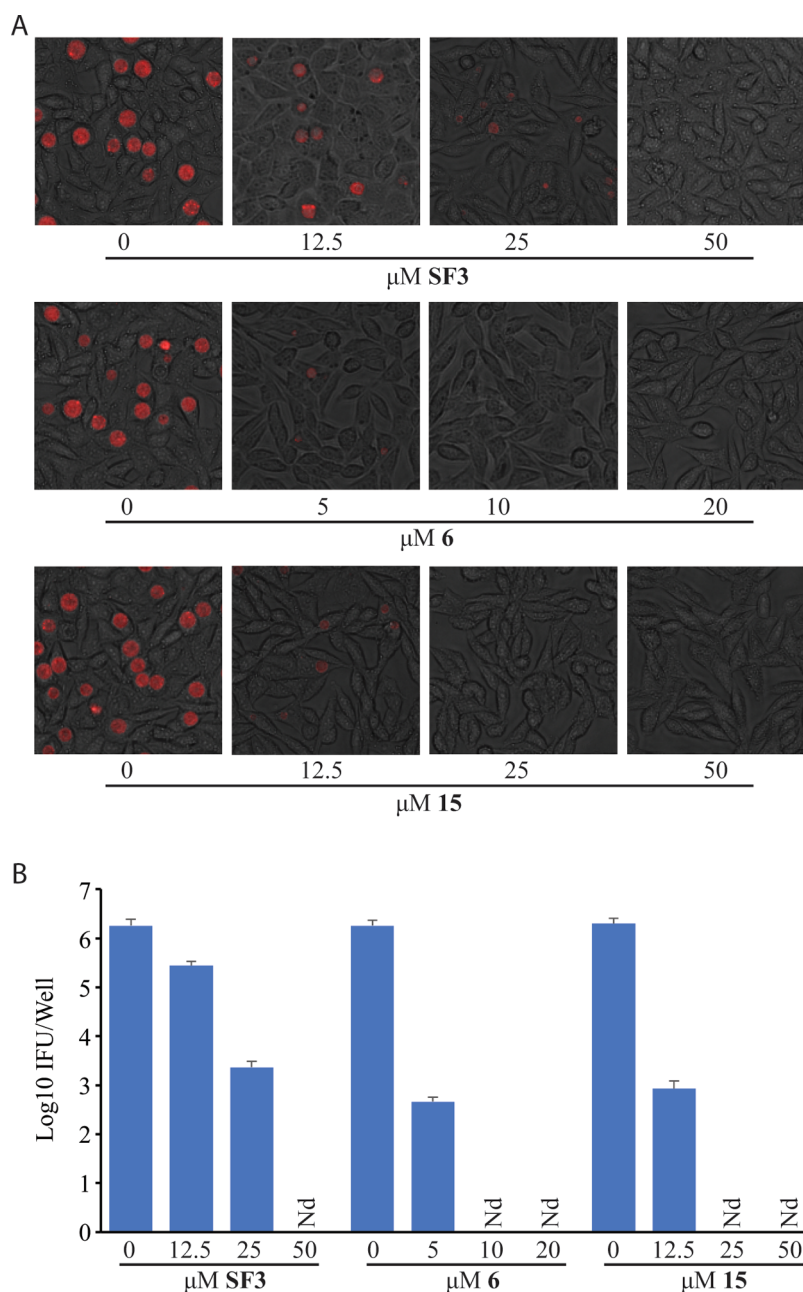 A
0 12.5 25 50
μM SF3
0 5 10 20
μM 6
0 12.5 25 50
μM 15
B
7
6
5
4
3
2
1
0
Log10 IFU/Well
Nd Nd Nd Nd Nd
0 12.5 25 50 0 5 10 20 0 12.5 25 50
μM SF3 μM 6 μM 15